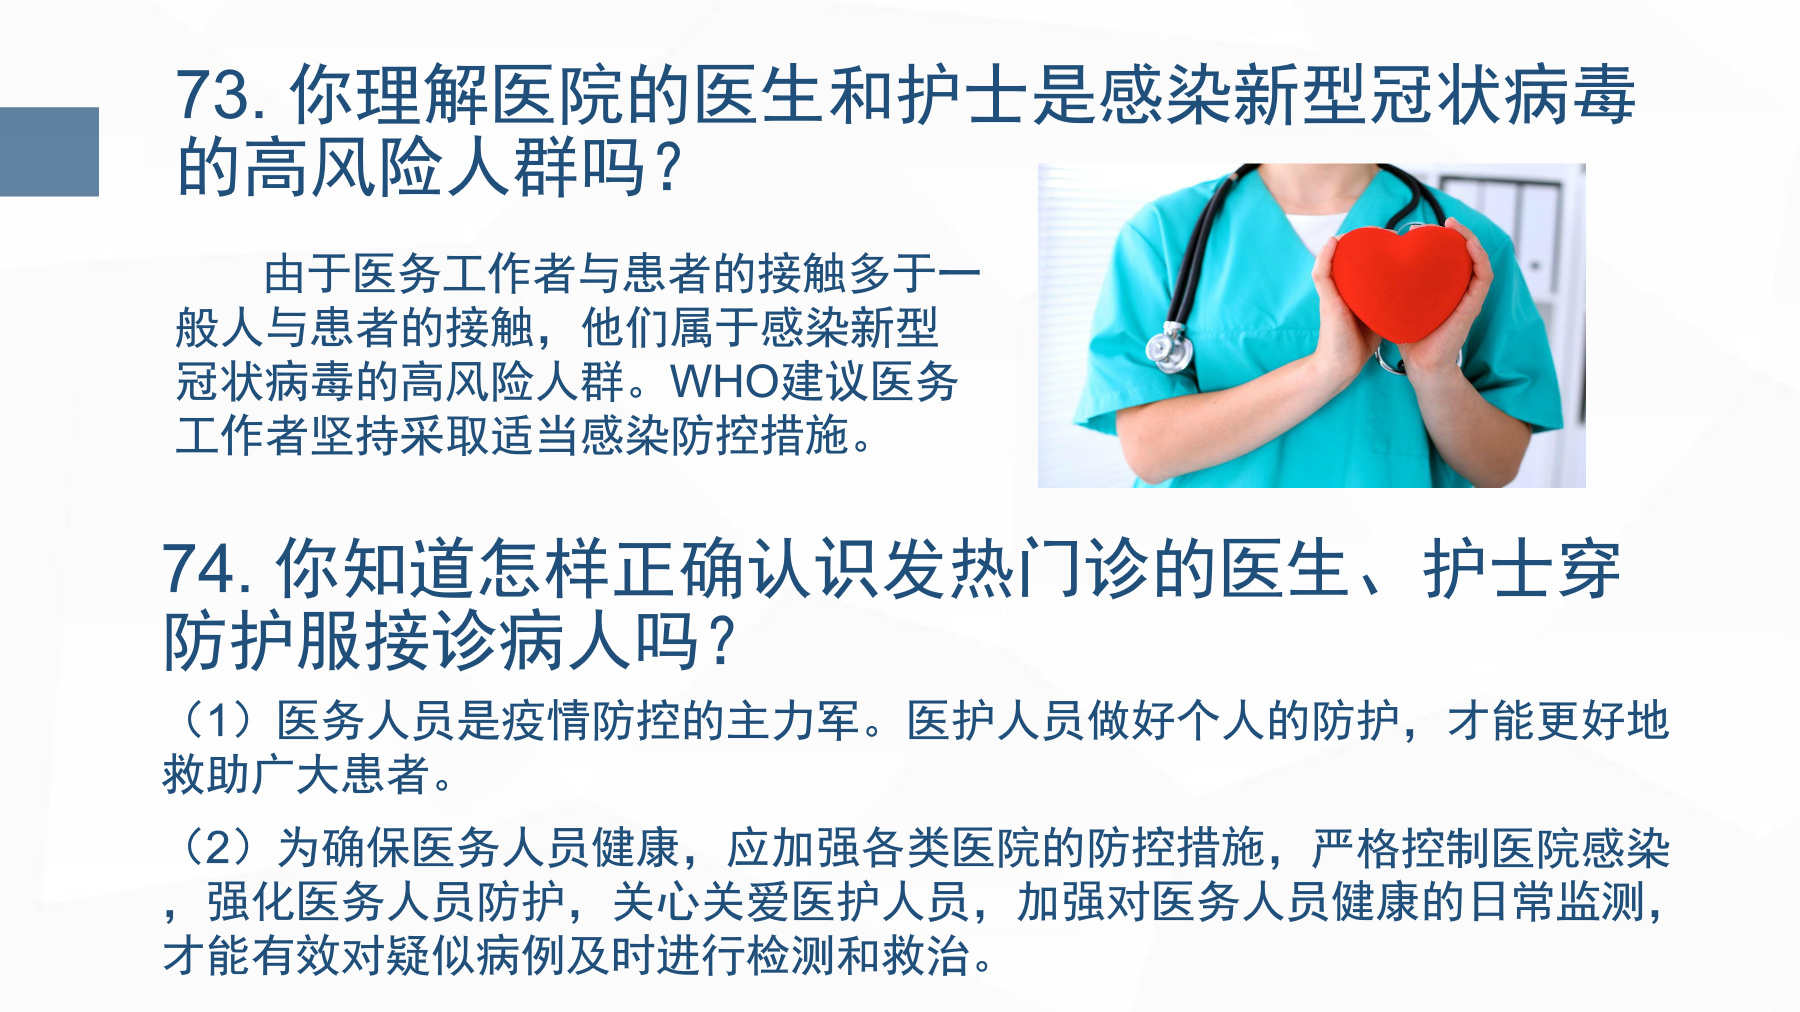 73. 你理解医院的医生和护士是感染新型冠状病毒
的高风险人群吗？
由于医务工作者与患者的接触多于一
般人与患者的接触，他们属于感染新型
冠状病毒的高风险人群。WHO建议医务
工作者坚持采取适当感染防控措施。
74. 你知道怎样正确认识发热门诊的医生、护士穿
防护服接诊病人吗？
（1）医务人员是疫情防控的主力军。医护人员做好个人的防护，才能更好地
救助广大患者。
（2）为确保医务人员健康，应加强各类医院的防控措施，严格控制医院感染
，强化医务人员防护，关心关爱医护人员，加强对医务人员健康的日常监测，
才能有效对疑似病例及时进行检测和救治。